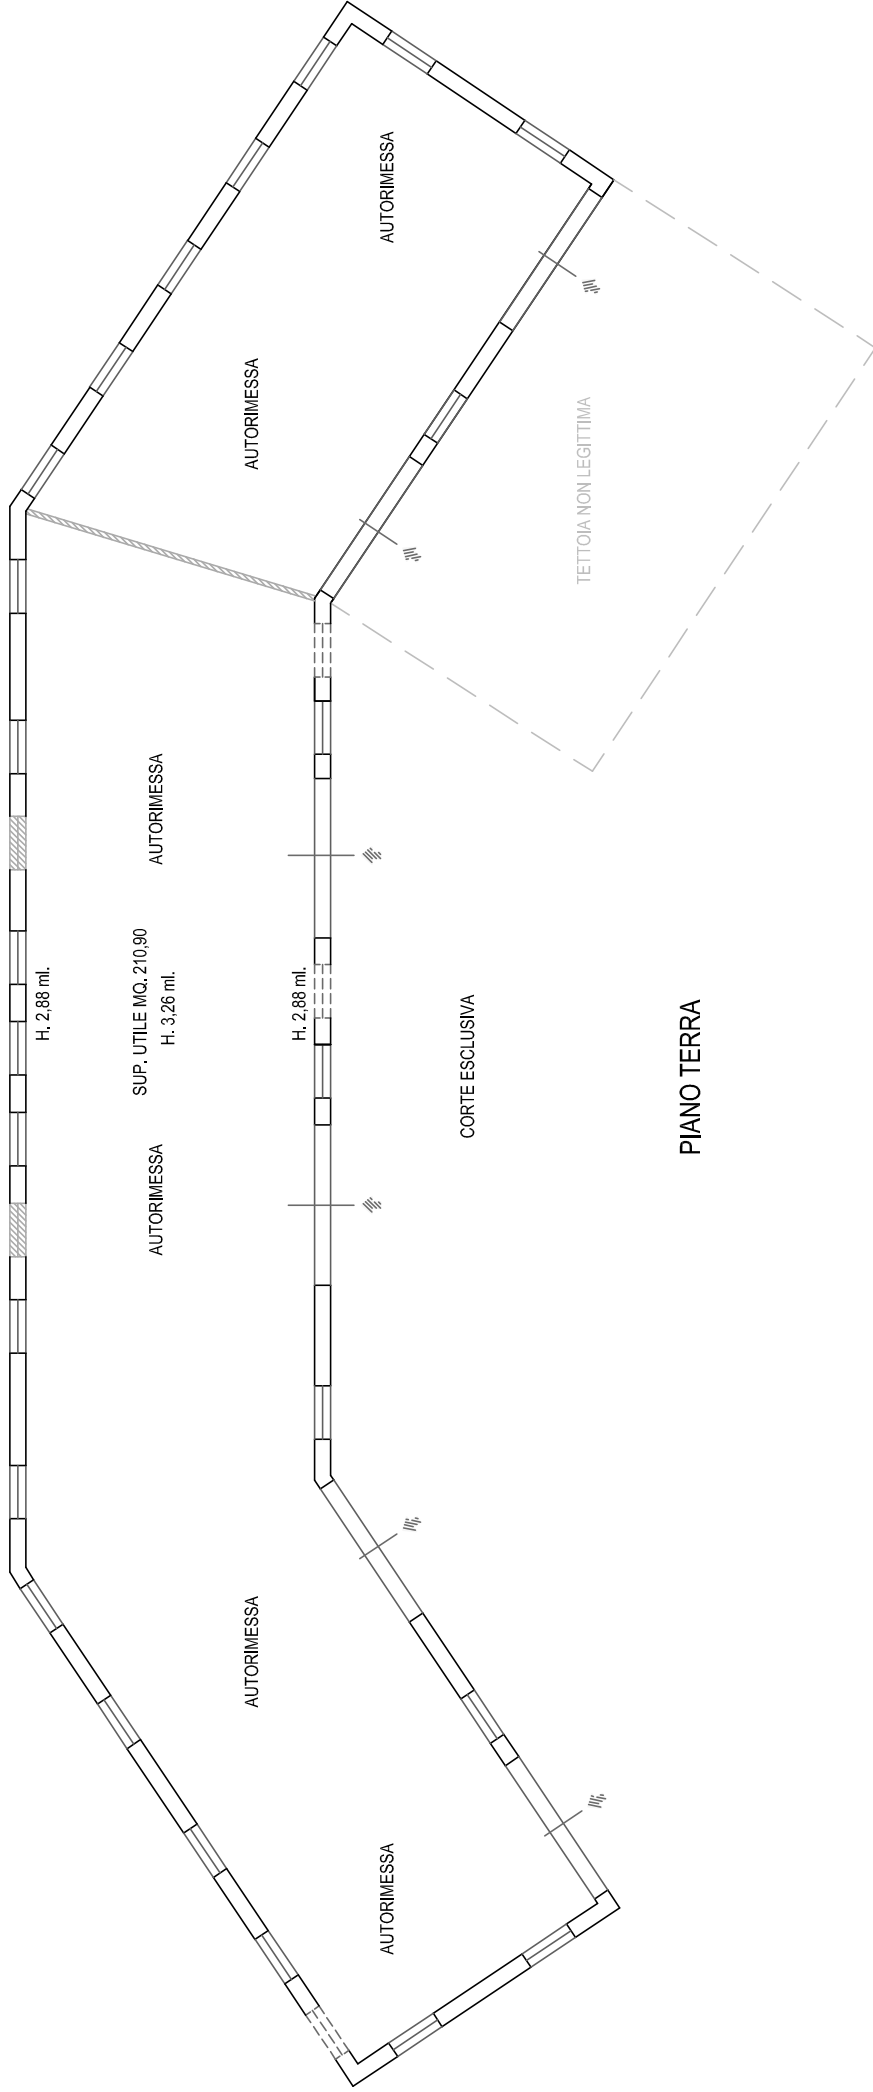 H. 2,88 ml.
AUTORIMESSA
AUTORIMESSA
SUP. UTILE MQ. 210,90
H. 3,26 ml.
AUTORIMESSA
AUTORIMESSA
AUTORIMESSA
H. 2,88 ml.
AUTORIMESSA
CORTE ESCLUSIVA
TETTOIA NON LEGITTIMA
PIANO TERRA